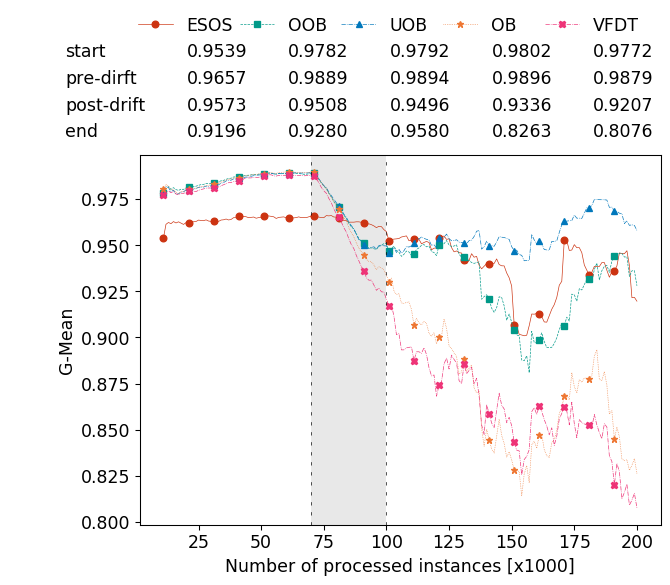 ESOS OOB UOB OB VFDT
start 0.9539 0.9782 0.9792 0.9802 0.9772
pre-dirft 0.9657 0.9889 0.9894 0.9896 0.9879
post-drift 0.9573 0.9508 0.9496 0.9336 0.9207
end 0.9196 0.9280 0.9580 0.8263 0.8076
0.975
0.950
0.925
0.900
0.875
0.850
0.825
0.800
G-Mean
25 50 75 100 125 150 175 200
Number of processed instances [x1000]